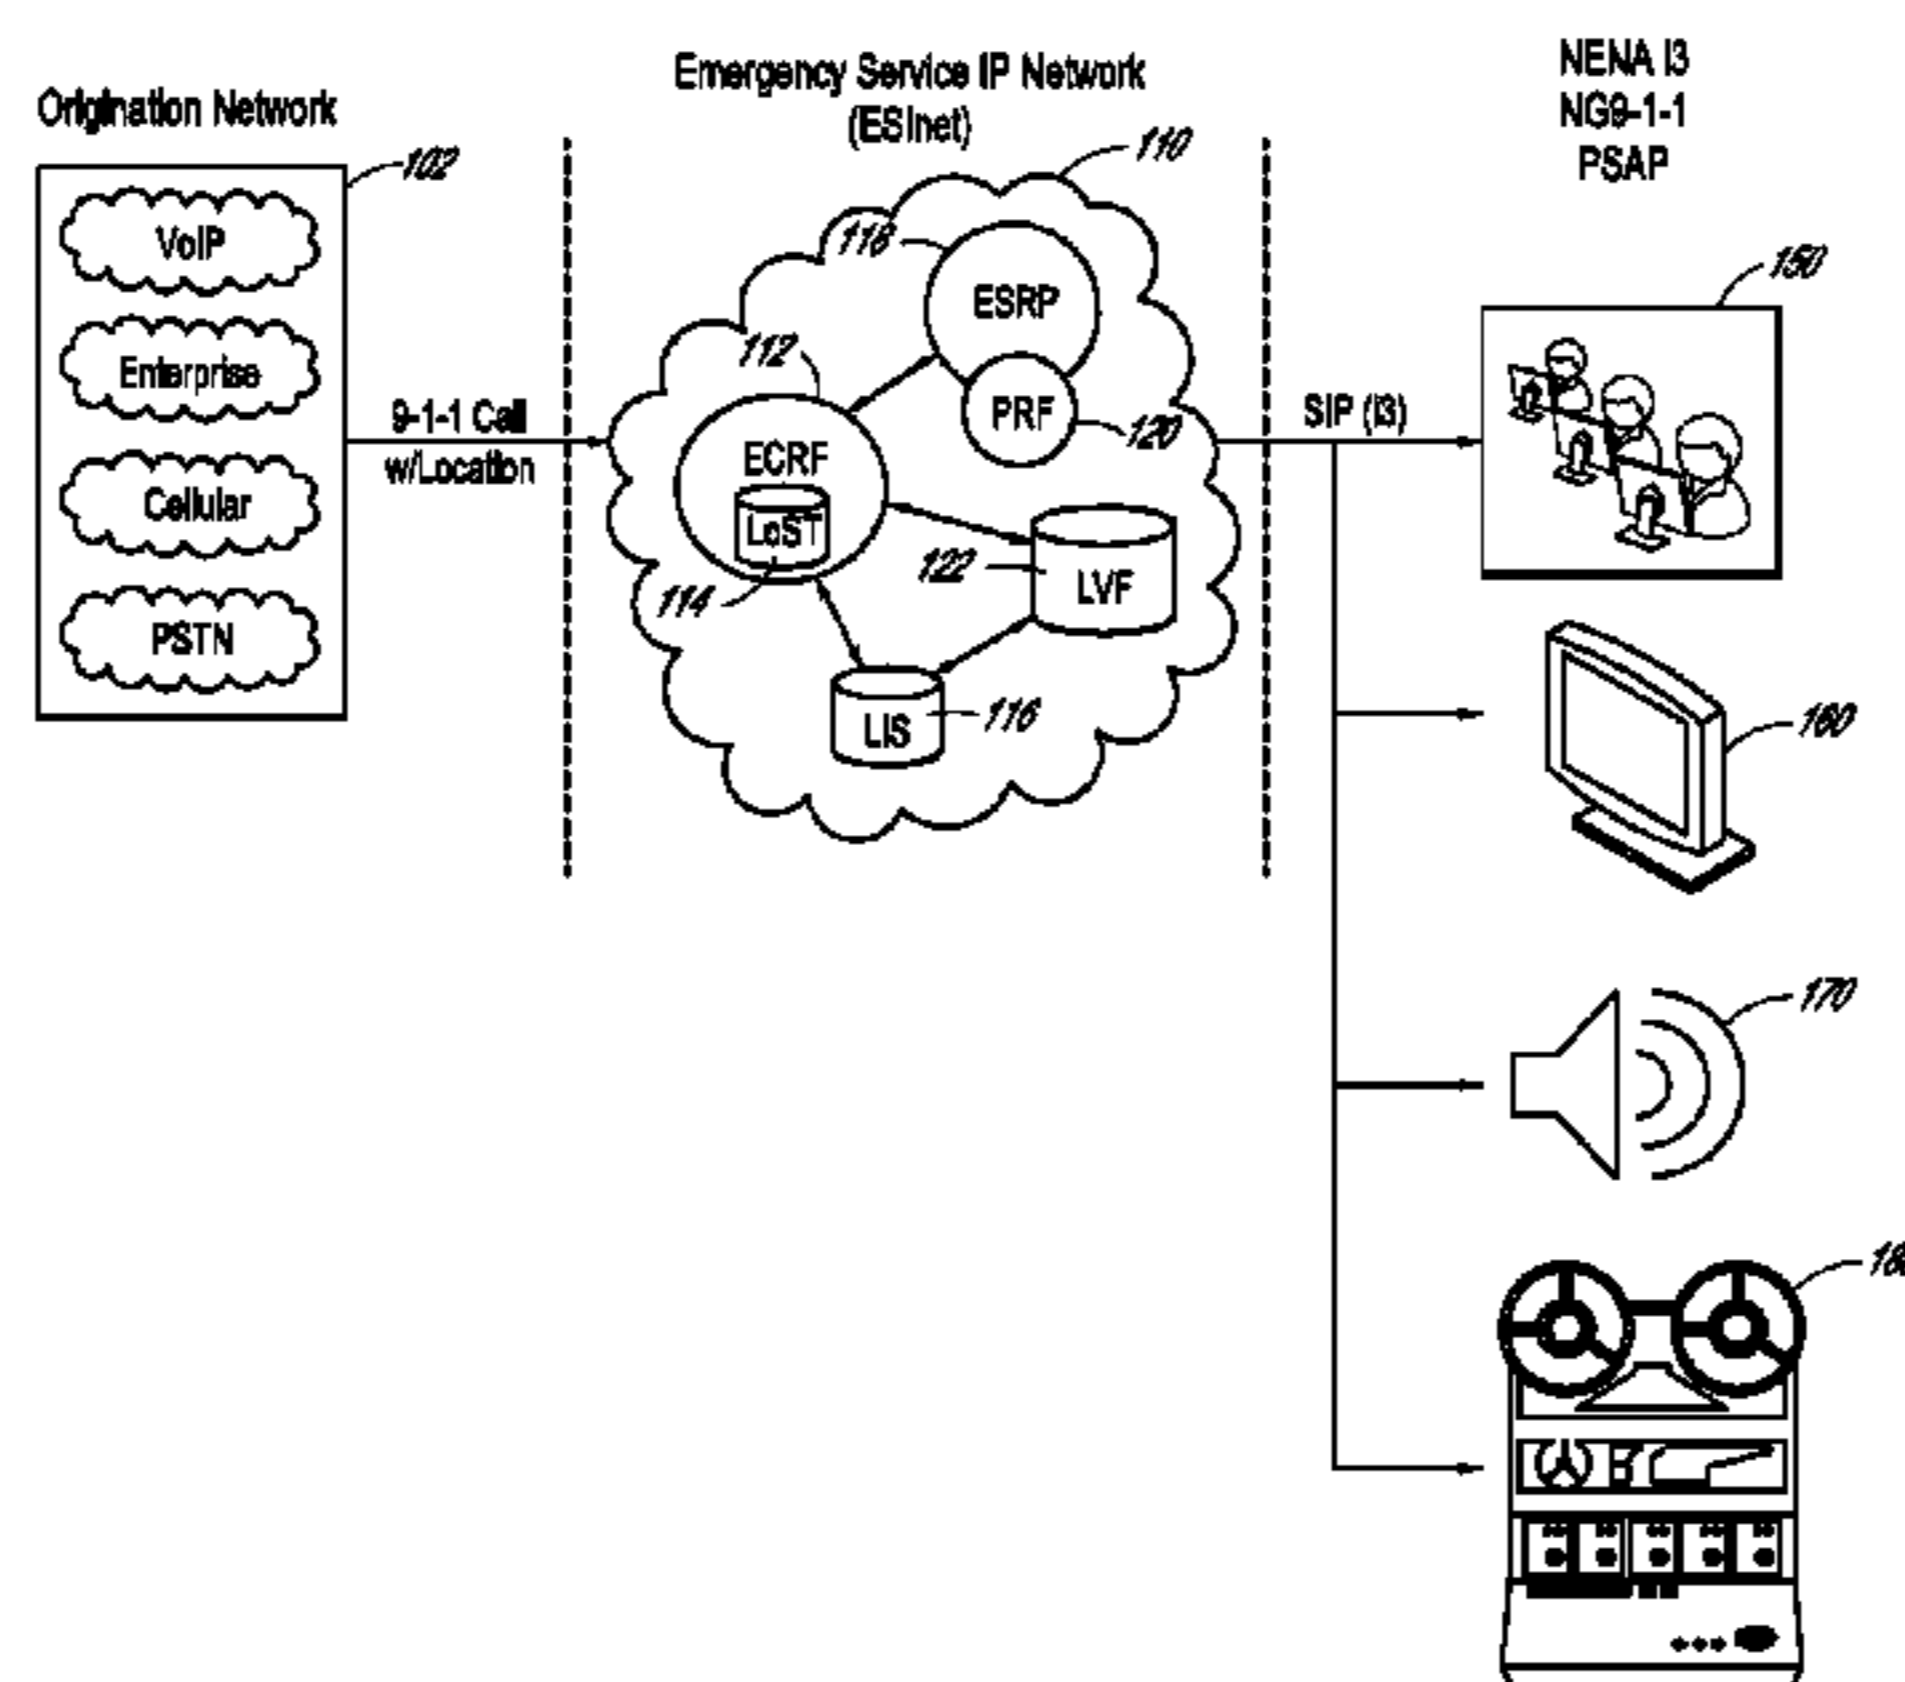 Origination Network
102
VoIP
Enterprise
Cellular
PSTN
9-1-1 Call
w/Location
Emergency Service IP Network
(ESInet)
110
118
ESRP
112
PRF
120
ECRF
LoST
114
122
LVF
LIS
116
SIP (i3)
NENA i3
NG9-1-1
PSAP
150
160
170